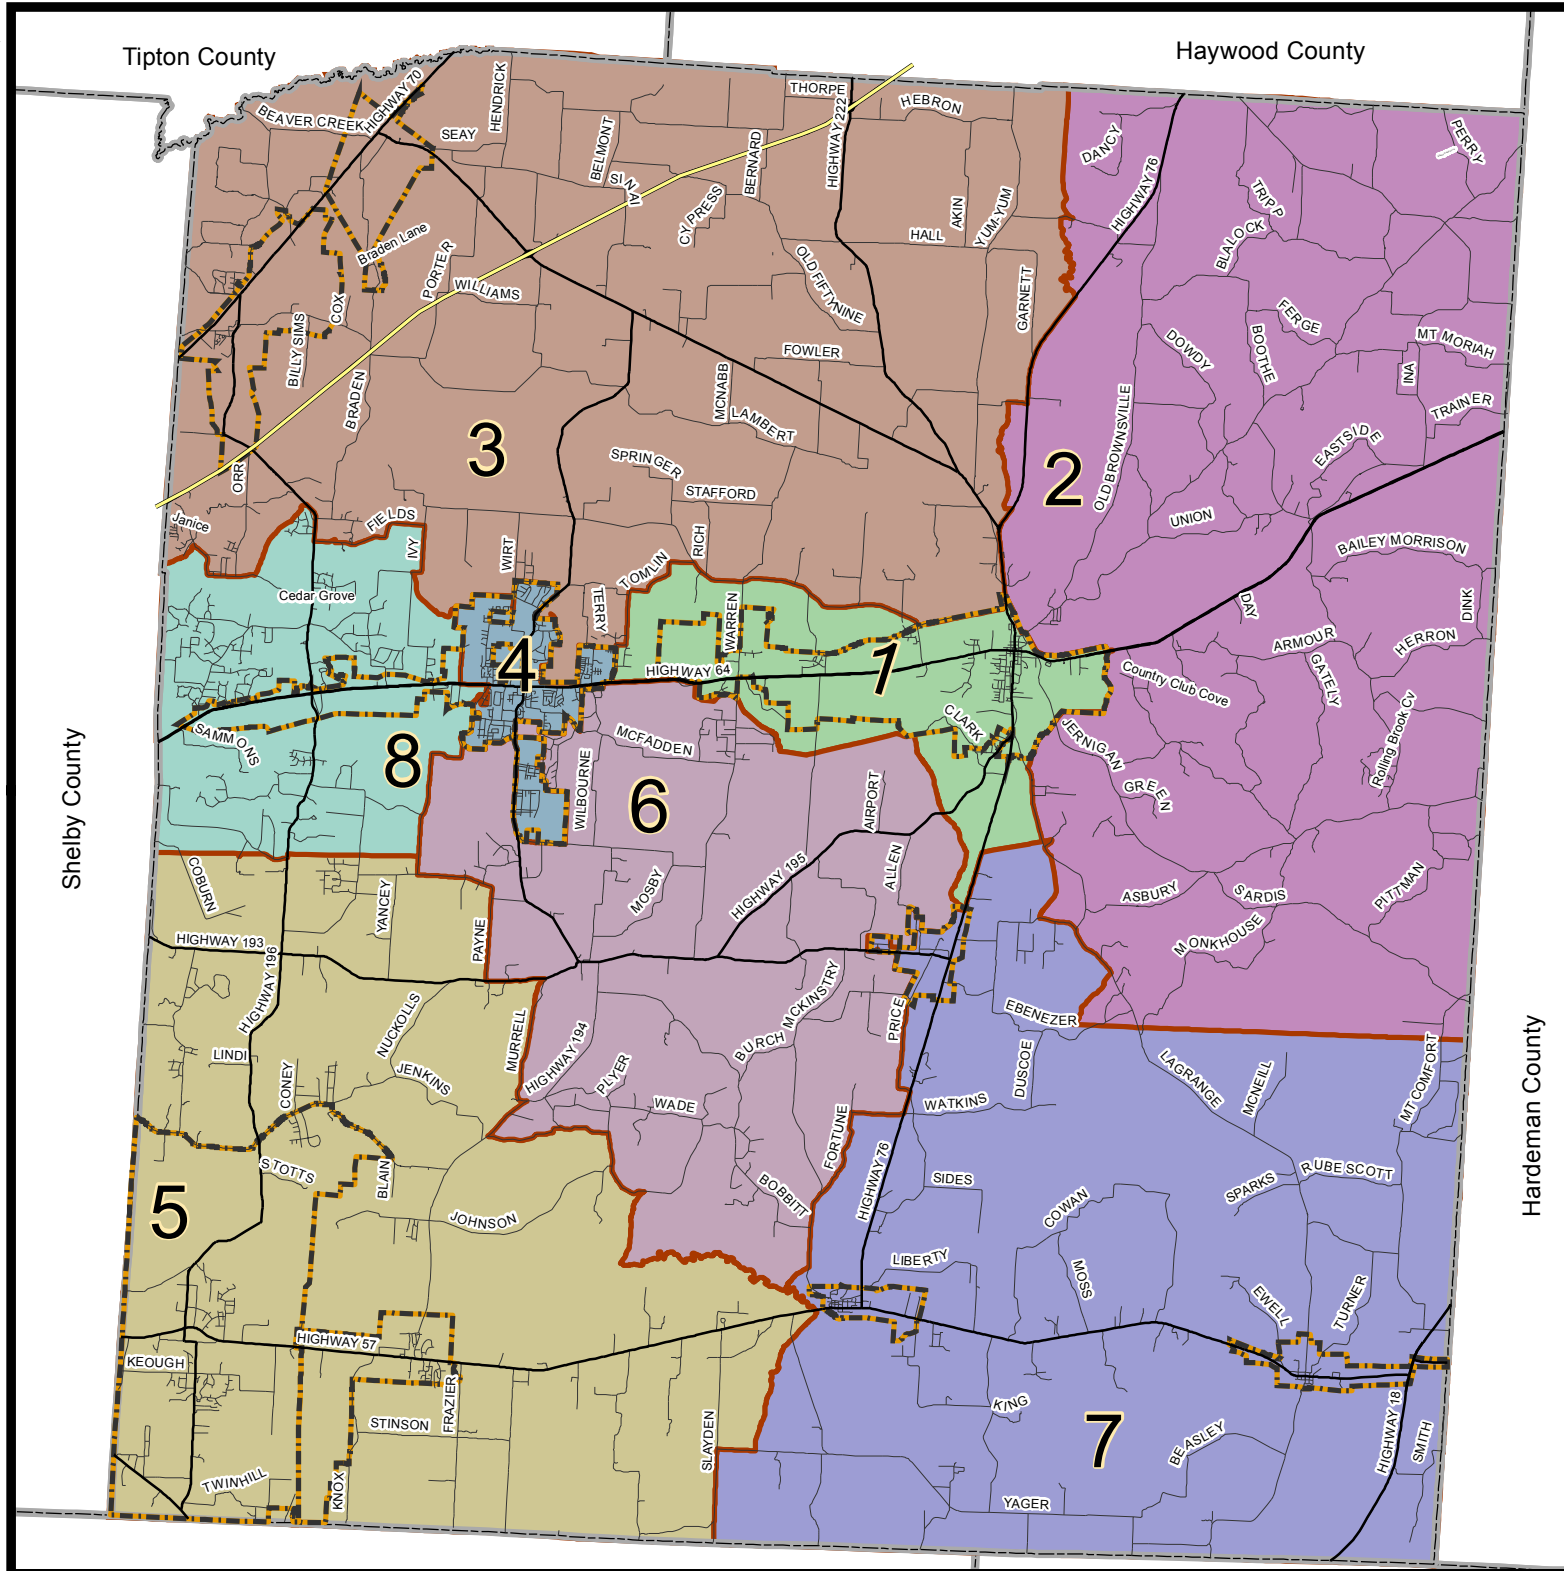 Tipton County
Haywood County
Shelby County
Hardeman County
HIGHWAY 70
BEAVER CREEK
HENDRICK
SEAY
BELMONT
SINAI
BERNARD
CYPRESS
THORPE
HIGHWAY 222
HEBRON
AKIN
YUM-YUM
HALL
GARNETT
OLD FIFTYNINE
FOWLER
Braden Lane
PORTER
WILLIAMS
COX
BILLY SIMS
BRADEN
MCNABB
LAMBERT
SPRINGER
STAFFORD
3
ORR
Janice
FIELDS
IVY
WIRT
TERRY
TOMLIN
RICH
WARREN
DANCY
HIGHWAY 76
PERRY
TRIPP
BLALOCK
FERGE
DOWDY
BOOTHE
MT MORIAH
INA
TRAINER
EASTSIDE
OLD BROWNSVILLE
2
UNION
BAILEY MORRISON
DAY
DINK
ARMOUR
HERRON
GATELY
Country Club Cove
Rolling Brook Cv
JERNIGAN
GREEN
ASBURY
SARDIS
PITTMAN
MONKHOUSE
Cedar Grove
4
HIGHWAY 64
1
CLARK
SAMMONS
8
MCFADDEN
WILBOURNE
6
AIRPORT
ALLEN
HIGHWAY 195
MOSBY
COBURN
YANCEY
PAYNE
HIGHWAY 193
HIGHWAY 196
NUCKOLLS
MURRELL
LINDI
CONEY
JENKINS
HIGHWAY 194
PLYER
BURCH
MCKINSTRY
PRICE
WADE
FORTUNE
BOBBITT
EBENEZER
DUSCOE
WATKINS
LAGRANGE
MCNEILL
MT COMFORT
STOTTS
BLAIN
5
JOHNSON
HIGHWAY 76
SIDES
COWAN
SPARKS
RUBE SCOTT
LIBERTY
MOSS
EWELL
TURNER
HIGHWAY 57
KEOUGH
FRAZIER
STINSON
SLAYDEN
KING
7
BEASLEY
HIGHWAY 18
SMITH
TWINHILL
KNOX
YAGER